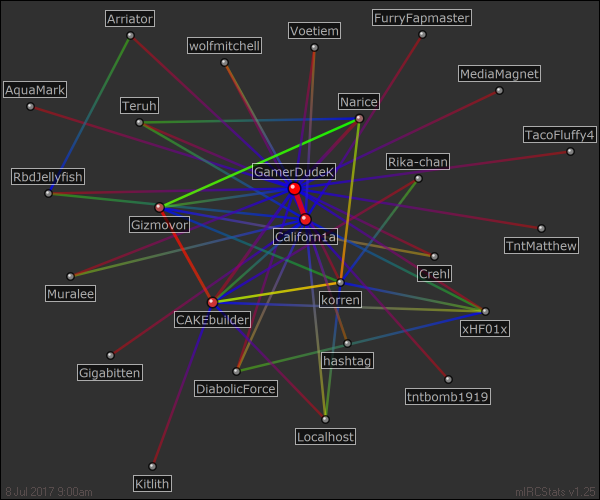 Arriator
FurryFapmaster
Voetiem
wolfmitchell
MediaMagnet
AquaMark
Teruh
Narice
TacoFluffy4
Rika-chan
GamerDudeK
RbdJellyfish
Gizmovor
Californ1a
TntMatthew
Crehl
Muralee
korren
CAKEbuilder
xHF01x
hashtag
Gigabitten
DiabolicForce
tntbomb1919
Localhost
Kitlith
8 Jul 2017 9:00am
mIRCStats v1.25